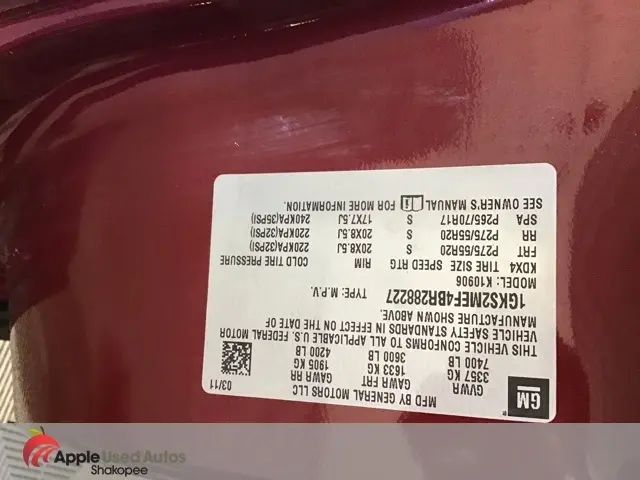 GM
MFD BY GENERAL MOTORS LLC
03/11
GVWR GAWR FRT GAWR RR
3357 KG 1633 KG 1905 KG
7400 LB 3600 LB 4200 LB
THIS VEHICLE CONFORMS TO ALL APPLICABLE U.S. FEDERAL MOTOR
VEHICLE SAFETY STANDARDS IN EFFECT ON THE DATE OF
MANUFACTURE SHOWN ABOVE.
1GKS2MEF4BR288227 TYPE: M.P.V.
MODEL: K10906
KDX4 TIRE SIZE SPEED RTG RIM COLD TIRE PRESSURE
FRT P275/55R20 S 20X8.5J 220KPA(32PSI)
RR P275/55R20 S 20X8.5J 220KPA(32PSI)
SPA P265/70R17 S 17X7.5J 240KPA(35PSI)
SEE OWNER'S MANUAL FOR MORE INFORMATION.
Apple Used Autos
Shakopee